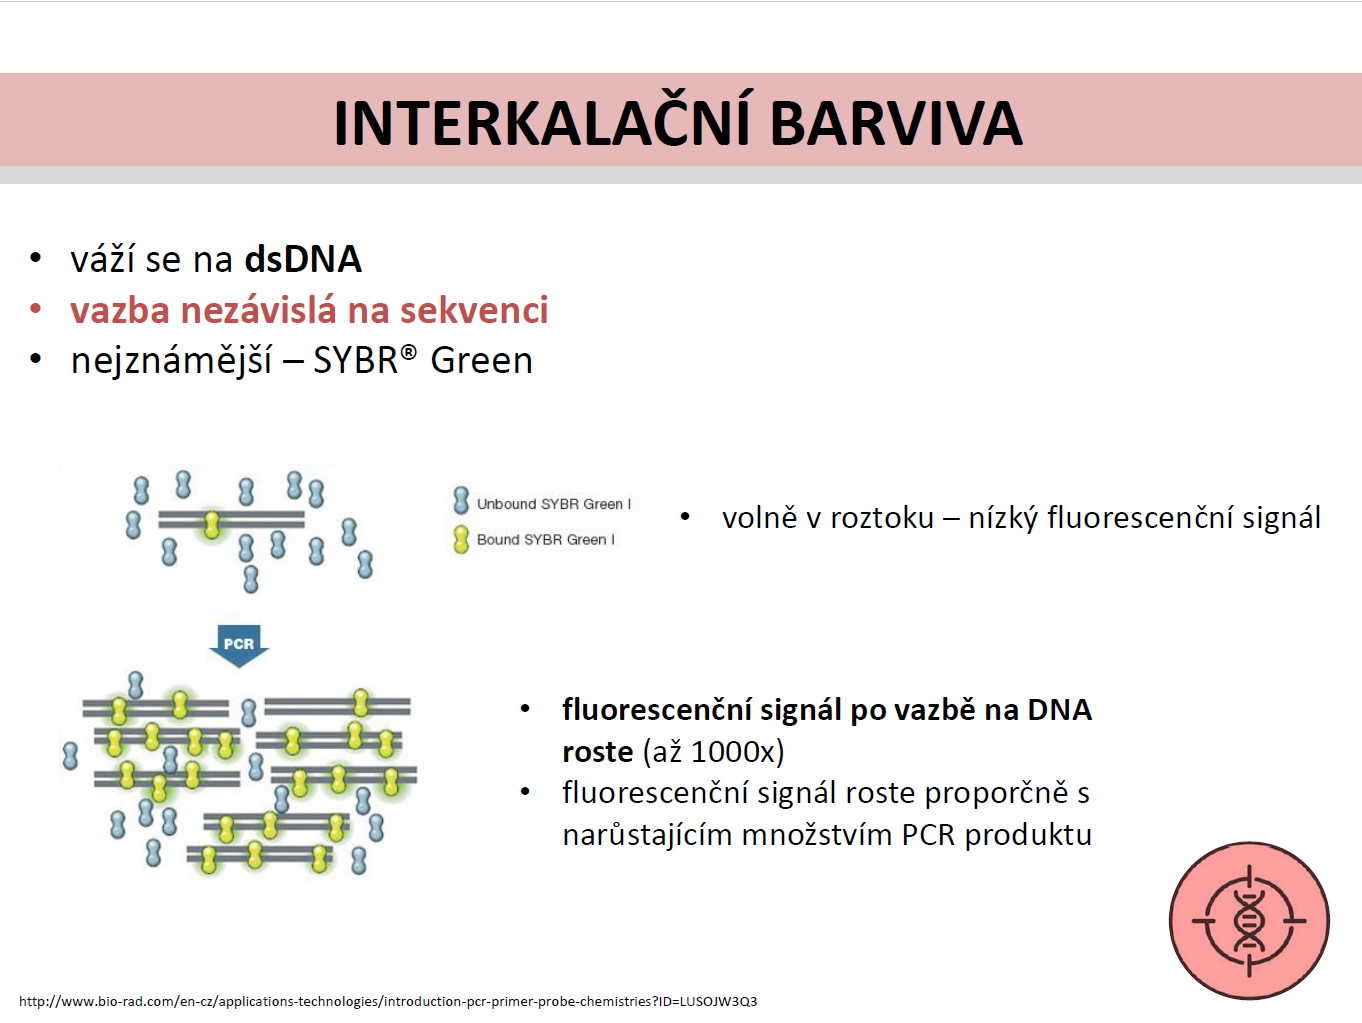 INTERKALAČNÍ BARVIVA
• váží se na dsDNA
• vazba nezávislá na sekvenci
• nejznámější – SYBR® Green
Unbound SYBR Green I
Bound SYBR Green I
• volně v roztoku – nízký fluorescenční signál
PCR
• fluorescenční signál po vazbě na DNA
roste (až 1000x)
• fluorescenční signál roste proporčně s
narůstajícím množstvím PCR produktu
http://www.bio-rad.com/en-cz/applications-technologies/introduction-pcr-primer-probe-chemistries?ID=LUSOJW3Q3